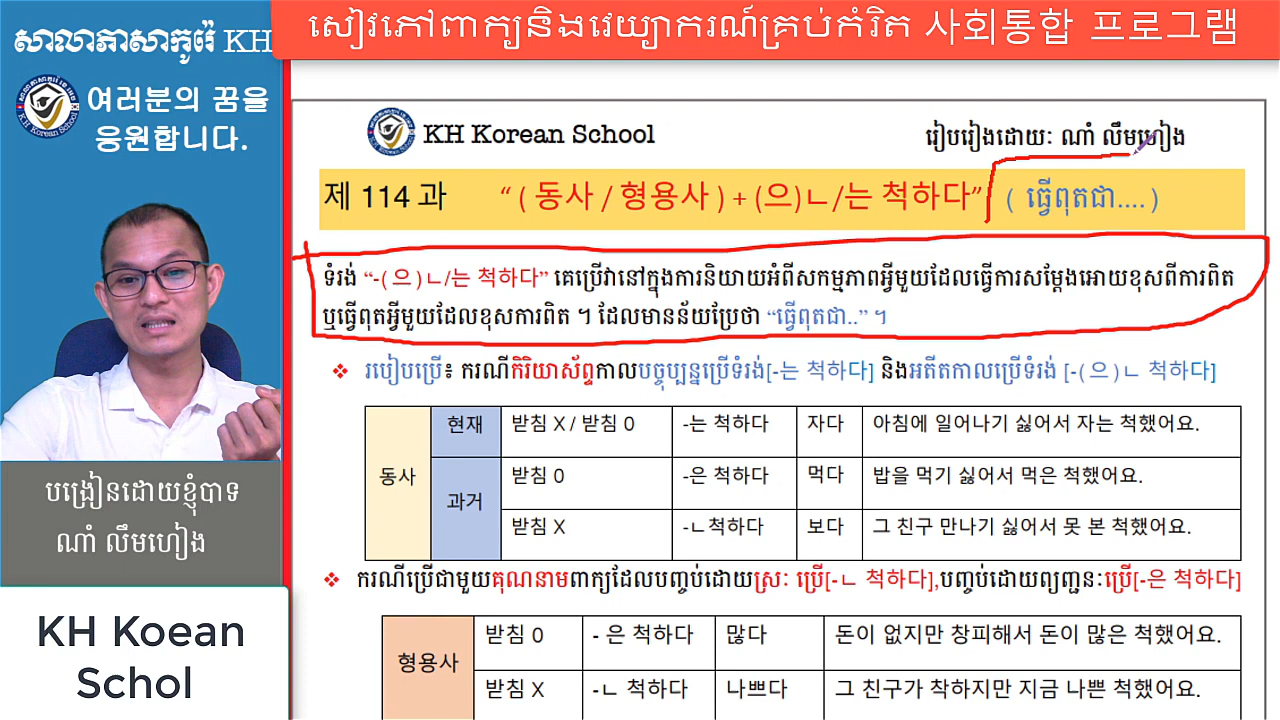 សាលាភាសាកូរ៉េ KH
សៀវភៅពាក្យនិងវេយ្យាករណ៍គ្រប់កំរិត 사회통합 프로그램
여러분의 꿈을
응원합니다.
KH Korean School
រៀបរៀងដោយៈ ណាំ លឹមហៀង
제 114 과 “ ( 동사 / 형용사 ) + (으)ㄴ/는 척하다” ( ធ្វើពុតជា.... )
ទំរង់ “-( 으 ) ㄴ/는 척하다” គេប្រើវានៅក្នុងការនិយាយអំពីសកម្មភាពអ្វីមួយដែលធ្វើការសម្តែងអោយខុសពីការពិត
ឬធ្វើពុតអ្វីមួយដែលខុសការពិត ។ ដែលមានន័យប្រែថា “ធ្វើពុតជា..” ។
❖ របៀបប្រើ៖ ករណីកិរិយាស័ព្ទកាលបច្ចុប្បន្នប្រើទំរង់[-는 척하다] និងអតីតកាលប្រើទំរង់ [-( 으 ) ㄴ 척하다]
동사 현재 받침 X / 받침 0 -는 척하다 자다 아침에 일어나기 싫어서 자는 척했어요.
과거 받침 0 -은 척하다 먹다 밥을 먹기 싫어서 먹은 척했어요.
받침 X -ㄴ척하다 보다 그 친구 만나기 싫어서 못 본 척했어요.
❖ ករណីប្រើជាមួយគុណនាមពាក្យដែលបញ្ចប់ដោយស្រៈ ប្រើ[-ㄴ 척하다],បញ្ចប់ដោយព្យញ្ជនៈប្រើ[-은 척하다]
형용사 받침 0 - 은 척하다 많다 돈이 없지만 창피해서 돈이 많은 척했어요.
받침 X -ㄴ 척하다 나쁘다 그 친구가 착하지만 지금 나쁜 척했어요.
បង្រៀនដោយខ្ញុំបាទ
ណាំ លឹមហៀង
KH Koean
Schol